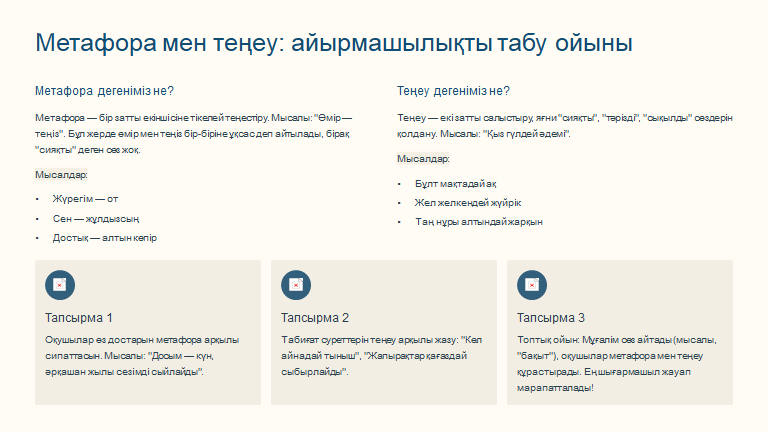 Метафора мен теңеу: айырмашылықты табу ойыны
Метафора дегеніміз не?
Метафора — бір затты екіншісіне тікелей теңестіру. Мысалы: "Өмір —
теңіз". Бұл жерде өмір мен теңіз бір-біріне ұқсас деп айтылады, бірақ
"сияқты" деген сөз жоқ.
Мысалдар:
• Жүрегім — от
• Сен — жұлдызсың
• Достық — алтын көпір
Теңеу дегеніміз не?
Теңеу — екі затты салыстыру, яғни "сияқты", "тәрізді", "сықылды" сөздерін
қолдану. Мысалы: "Қыз гүлдей әдемі".
Мысалдар:
• Бұлт мақтадай ақ
• Жел желкендей жүйрік
• Таң нұры алтындай жарқын
Тапсырма 1
Оқушылар өз достарын метафора арқылы
сипаттасын. Мысалы: "Досым — күн,
әрқашан жылы сезімді сыйлайды".
Тапсырма 2
Табиғат суреттерін теңеу арқылы жазу: "Көл
айнадай тыныш", "Жапырақтар қағаздай
сыбырлайды".
Тапсырма 3
Топтық ойын: Мұғалім сөз айтады (мысалы,
"бақыт"), оқушылар метафора мен теңеу
құрастырады. Ең шығармашыл жауап
марапатталады!